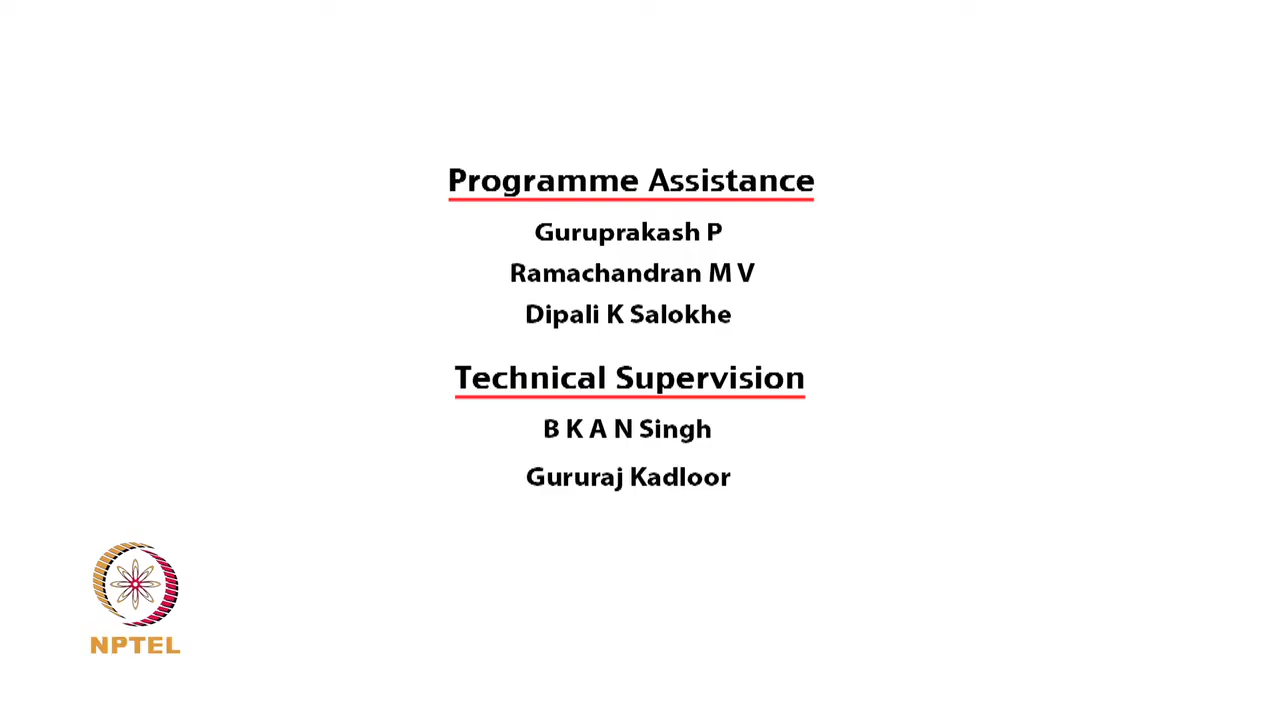 Programme Assistance
Guruprakash P
Ramachandran M V
Dipali K Salokhe
Technical Supervision
B K A N Singh
Gururaj Kadloor
NPTEL